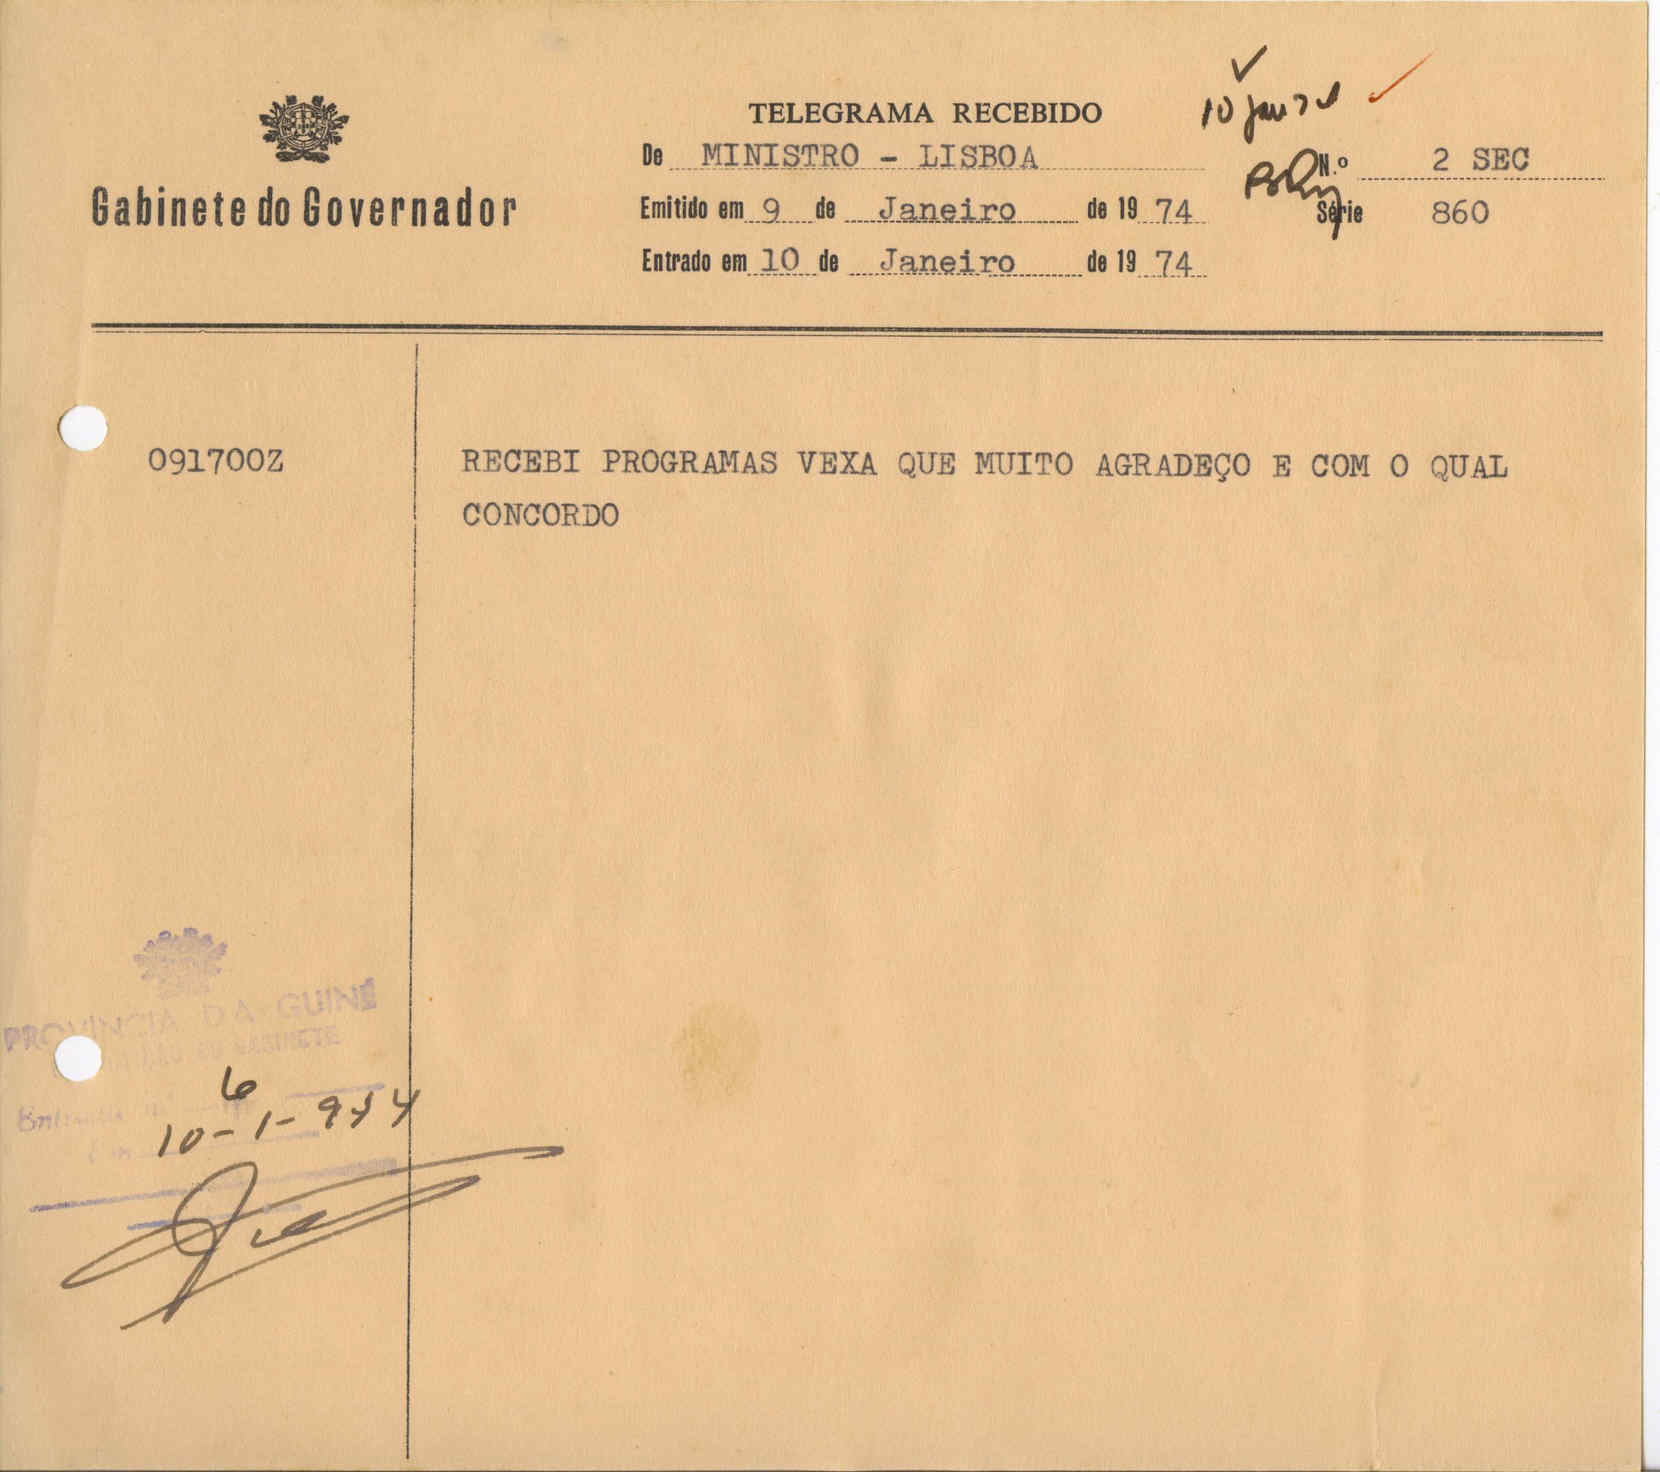 TELEGRAMA RECEBIDO
10 Jan 74
De MINISTRO - LISBOA
N.º 2 SEC
Gabinete do Governador
Emitido em 9 de Janeiro de 19 74
Série 860
Entrado em 10 de Janeiro de 19 74
091700Z
RECEBI PROGRAMAS VEXA QUE MUITO AGRADEÇO E COM O QUAL
CONCORDO
PROVINCIA DA GUINÉ
GABINETE
6
10-1-974